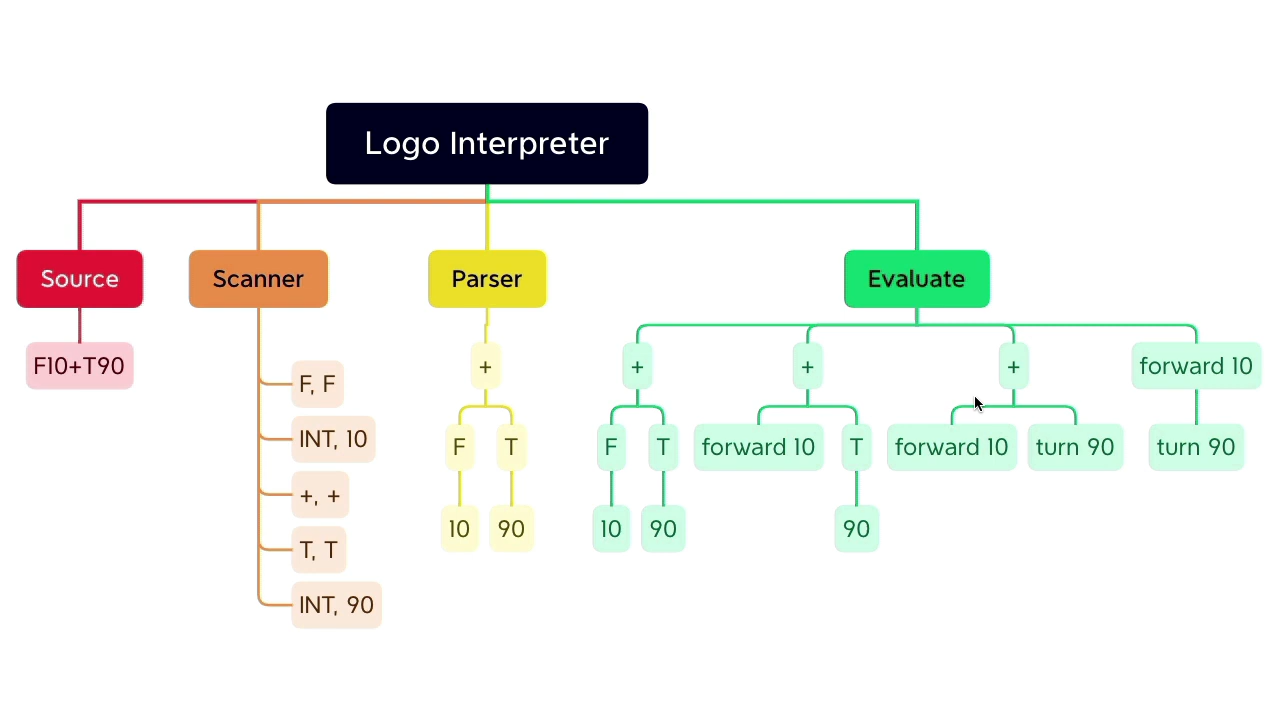 Logo Interpreter
Source
Scanner
Parser
Evaluate
F10+T90
F, F
INT, 10
+, +
T, T
INT, 90
+
F T
10 90
+
F T
10 90
+
forward 10 T
90
+
forward 10 turn 90
forward 10
turn 90